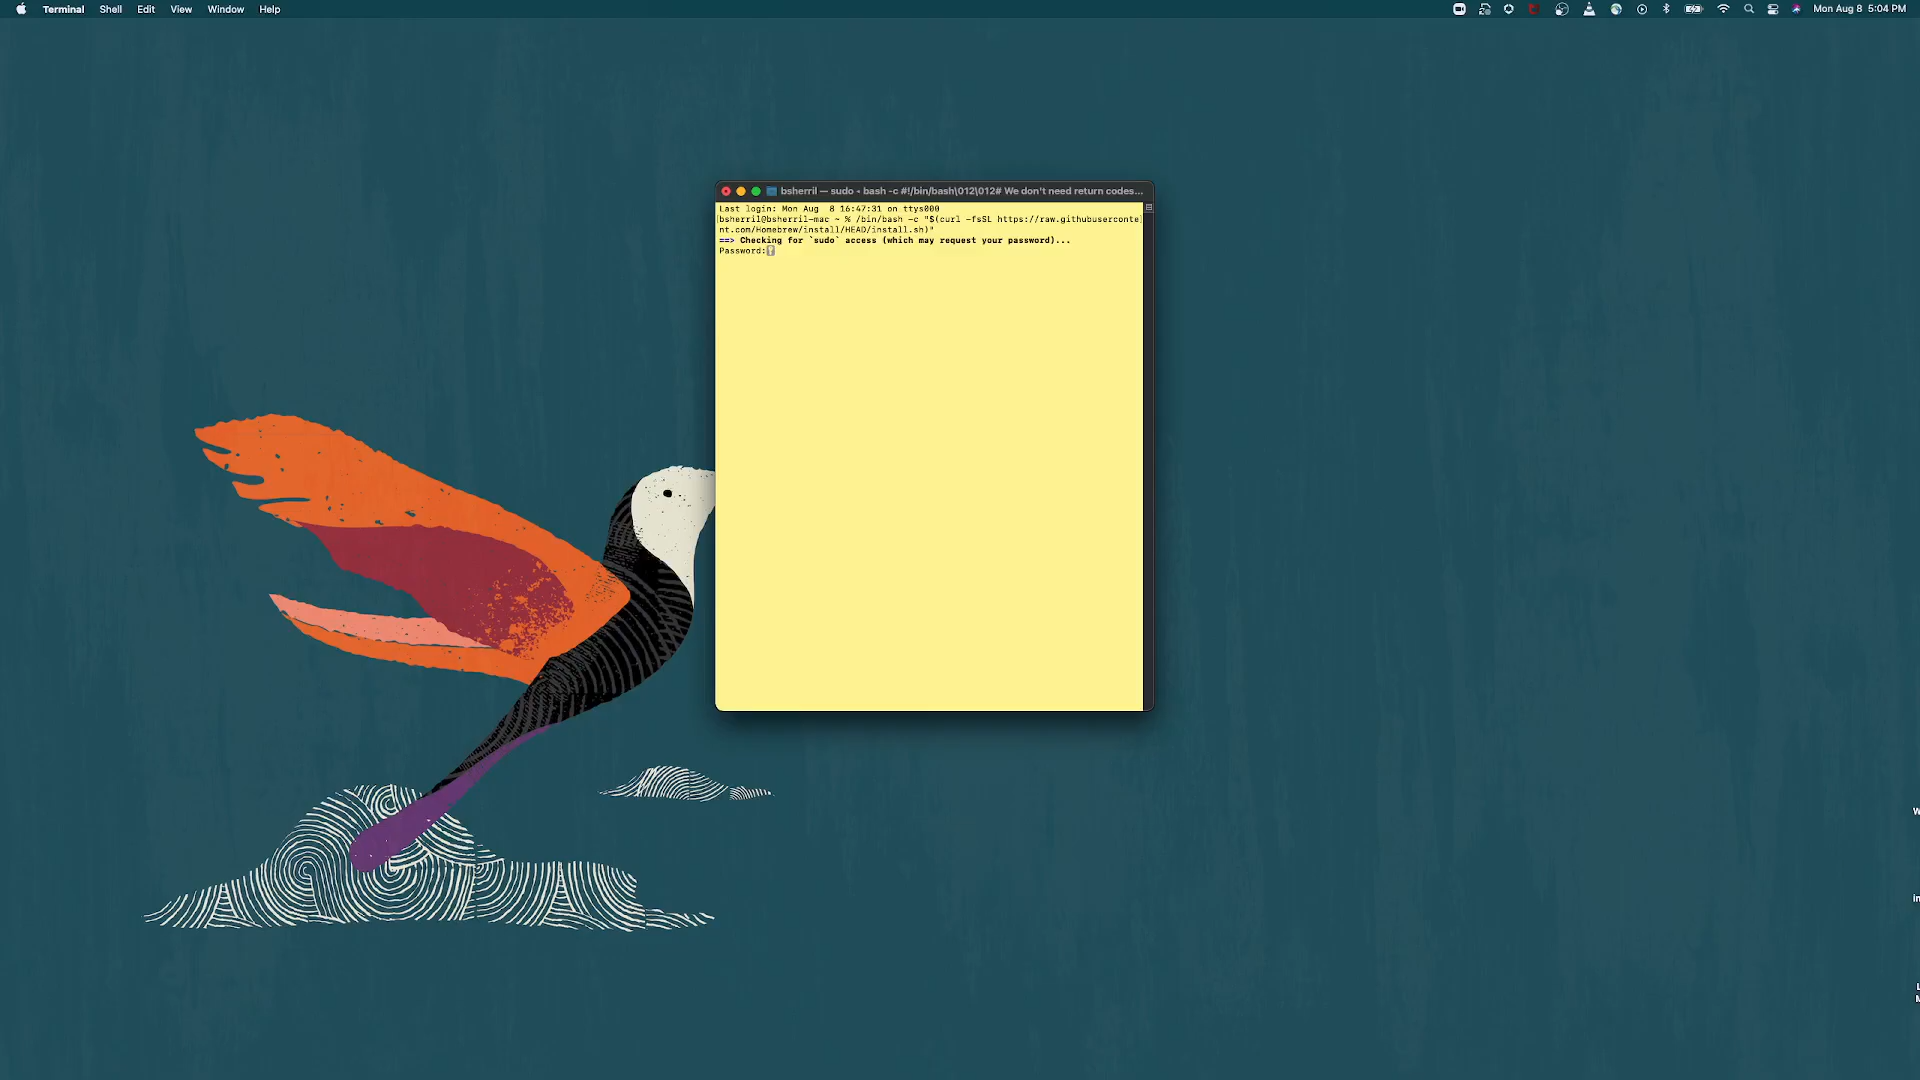 Terminal Shell Edit View Window Help Mon Aug 8 5:04 PM
bsherril — sudo ◂ bash -c #!/bin/bash\012\012# We don't need return codes...
Last login: Mon Aug  8 16:47:31 on ttys000
[bsherril@bsherril-mac ~ % /bin/bash -c "$(curl -fsSL https://raw.githubuserconte]
nt.com/Homebrew/install/HEAD/install.sh)"
==> Checking for `sudo` access (which may request your password)...
Password: